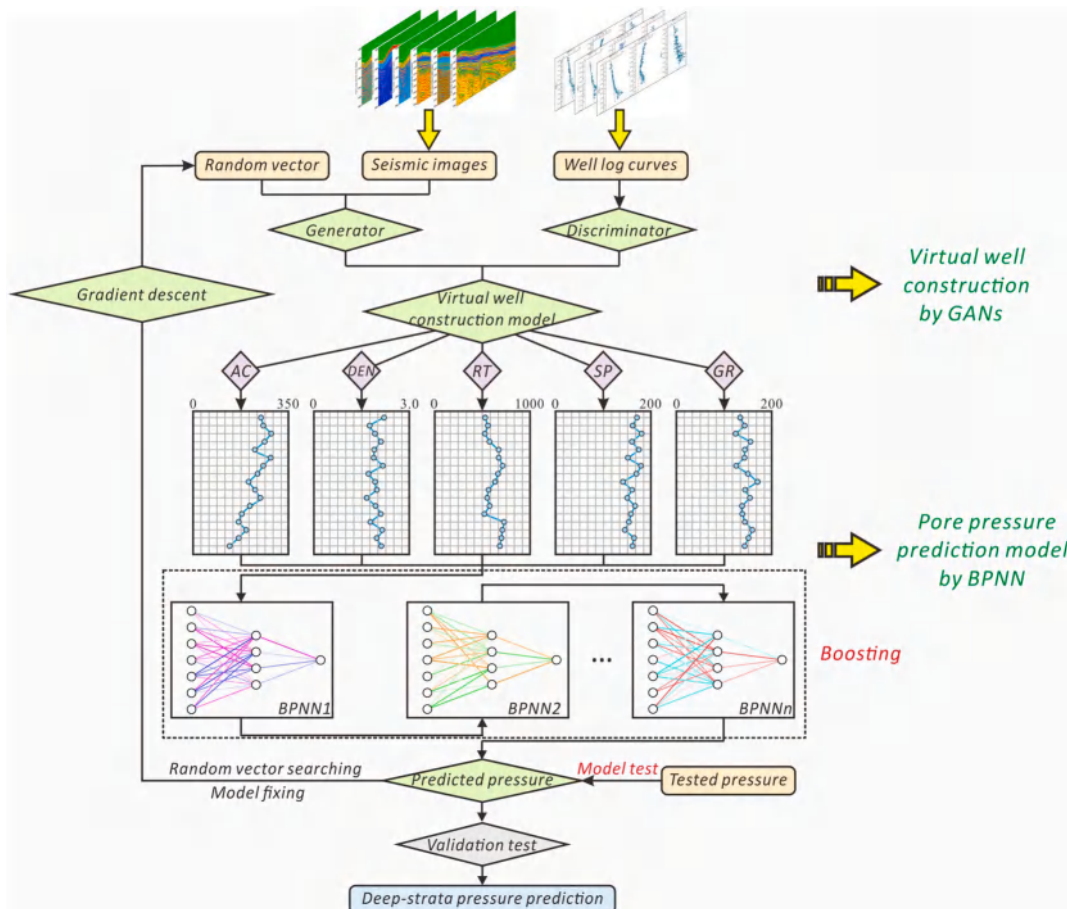 Random vector
Seismic images
Well log curves
Generator
Discriminator
Gradient descent
Virtual well
construction model
Virtual well
construction
by GANs
AC
DEN
RT
SP
GR
0 350
0 3.0
0 1000
0 200
0 200
Pore pressure
prediction model
by BPNN
BPNN1
BPNN2
...
BPNNn
Boosting
Random vector searching
Model fixing
Predicted pressure
Model test
Tested pressure
Validation test
Deep-strata pressure prediction